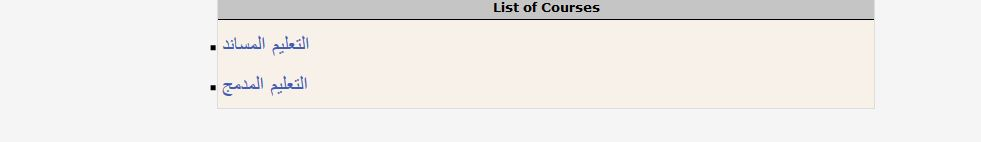 List of Courses
التعليم المساند
التعليم المدمج